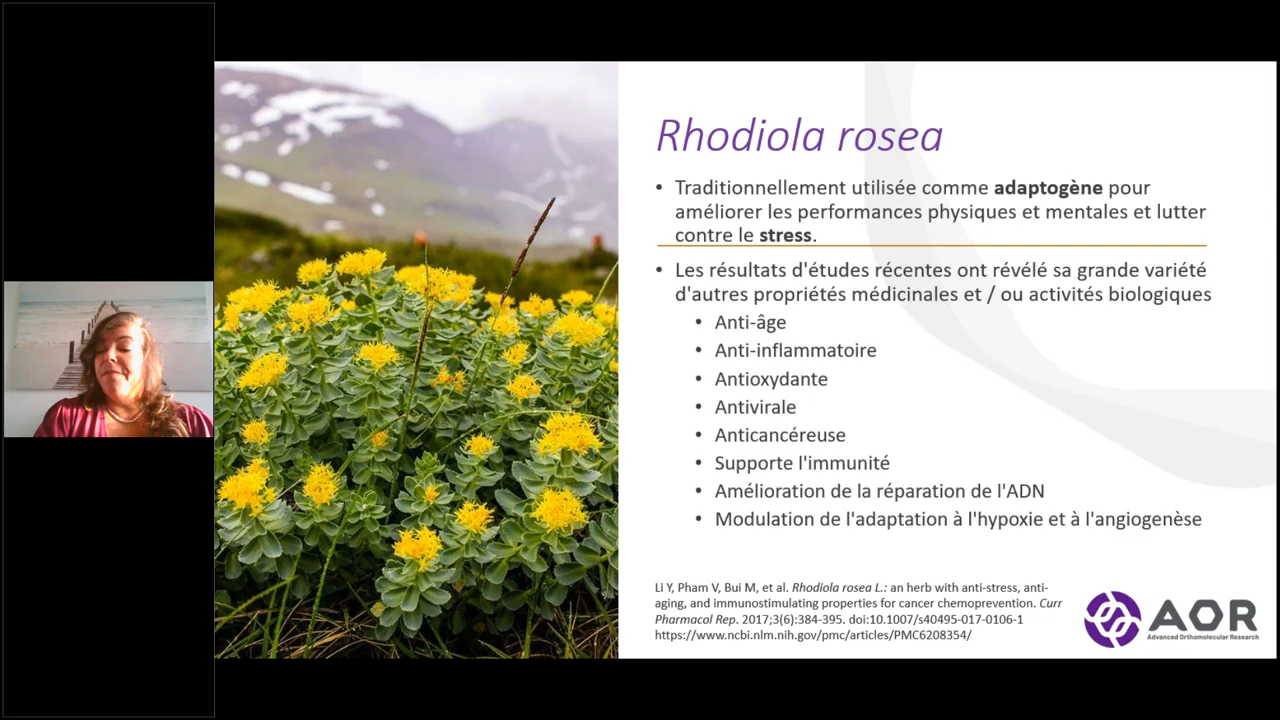 Rhodiola rosea
• Traditionnellement utilisée comme adaptogène pour
améliorer les performances physiques et mentales et lutter
contre le stress.
• Les résultats d'études récentes ont révélé sa grande variété
d'autres propriétés médicinales et / ou activités biologiques
• Anti-âge
• Anti-inflammatoire
• Antioxydante
• Antivirale
• Anticancéreuse
• Supporte l'immunité
• Amélioration de la réparation de l'ADN
• Modulation de l'adaptation à l'hypoxie et à l'angiogenèse
Li Y, Pham V, Bui M, et al. Rhodiola rosea L.: an herb with anti-stress, anti-
aging, and immunostimulating properties for cancer chemoprevention. Curr
Pharmacol Rep. 2017;3(6):384-395. doi:10.1007/s40495-017-0106-1
https://www.ncbi.nlm.nih.gov/pmc/articles/PMC6208354/
AOR
Advanced Orthomolecular Research